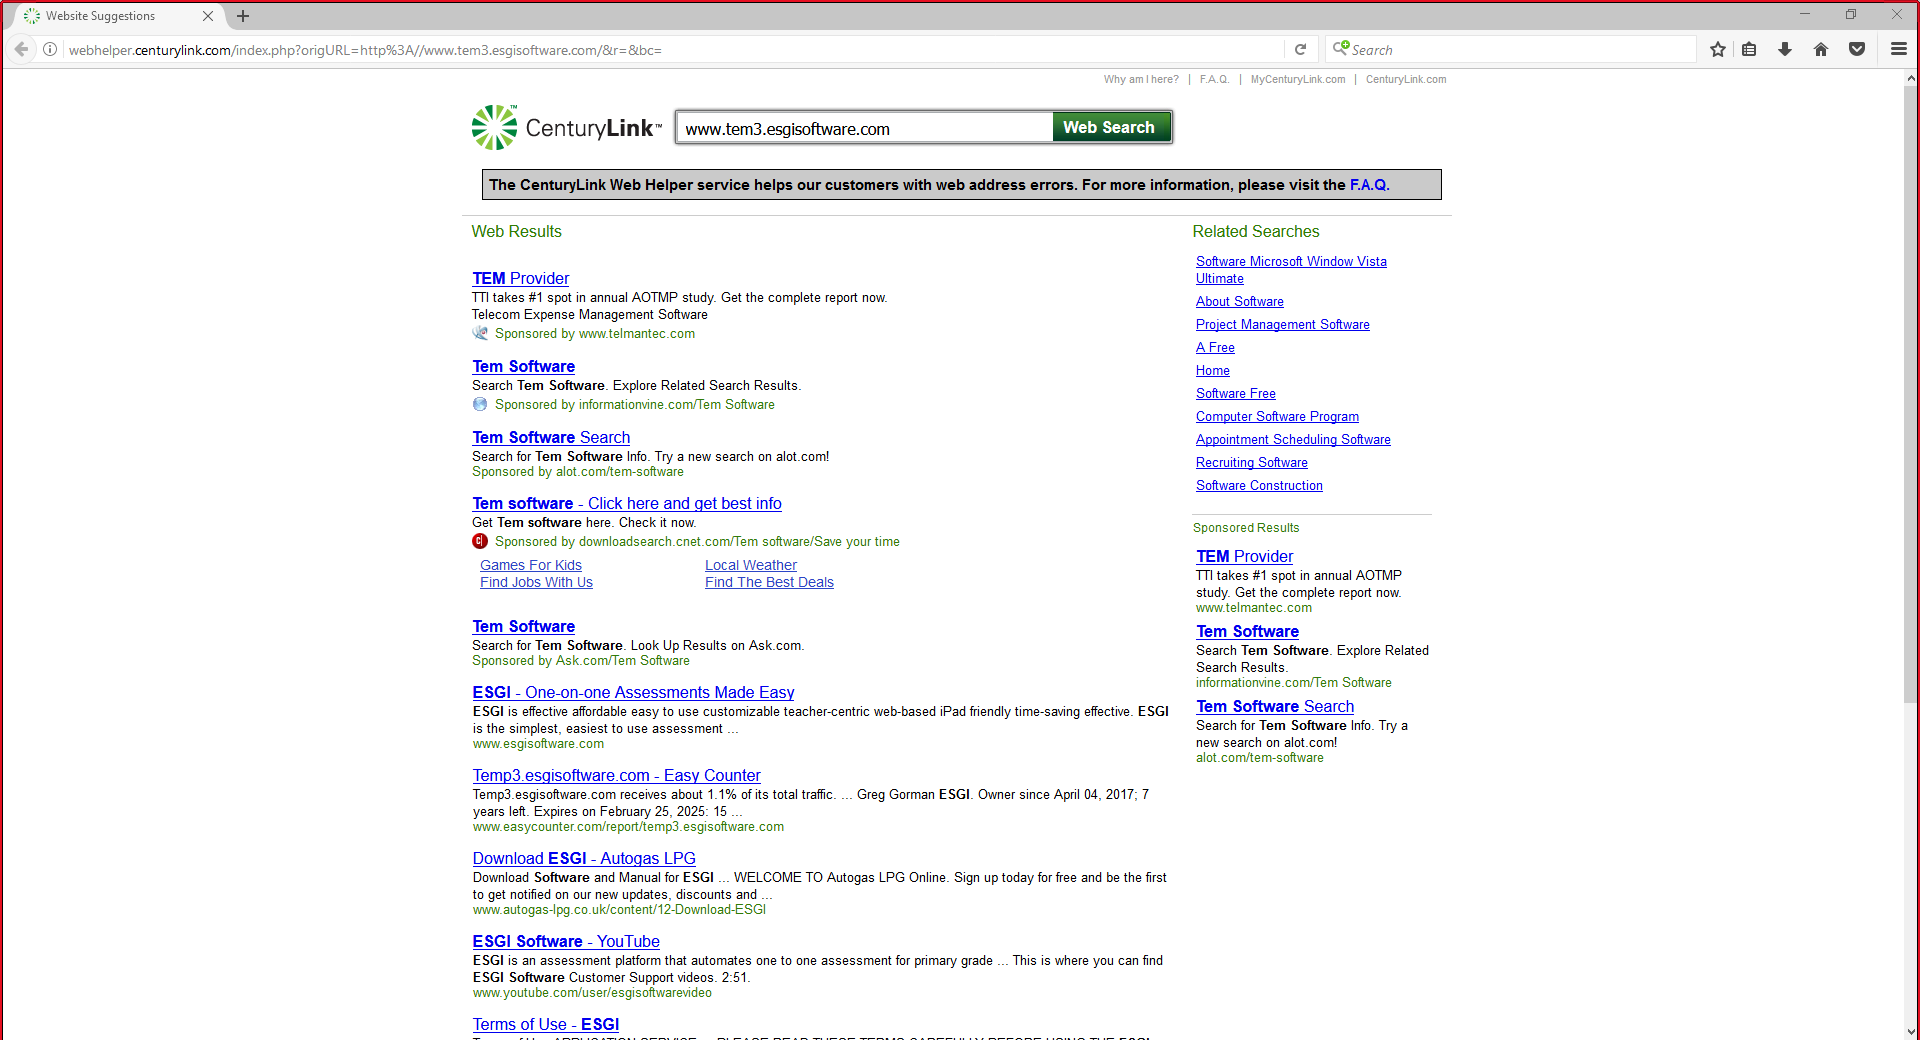 Website Suggestions
webhelper.centurylink.com/index.php?origURL=http%3A//www.tem3.esgisoftware.com/&r=&bc=
Search
Why am I here? | F.A.Q. | MyCenturyLink.com | CenturyLink.com
CenturyLink™
www.tem3.esgisoftware.com
Web Search
The CenturyLink Web Helper service helps our customers with web address errors. For more information, please visit the F.A.Q.
Web Results
TEM Provider
TTI takes #1 spot in annual AOTMP study. Get the complete report now.
Telecom Expense Management Software
Sponsored by www.telmantec.com
Tem Software
Search Tem Software. Explore Related Search Results.
Sponsored by informationvine.com/Tem Software
Tem Software Search
Search for Tem Software Info. Try a new search on alot.com!
Sponsored by alot.com/tem-software
Tem software - Click here and get best info
Get Tem software here. Check it now.
Sponsored by downloadsearch.cnet.com/Tem software/Save your time
Games For Kids Local Weather
Find Jobs With Us Find The Best Deals
Tem Software
Search for Tem Software. Look Up Results on Ask.com.
Sponsored by Ask.com/Tem Software
ESGI - One-on-one Assessments Made Easy
ESGI is effective affordable easy to use customizable teacher-centric web-based iPad friendly time-saving effective. ESGI
is the simplest, easiest to use assessment ...
www.esgisoftware.com
Temp3.esgisoftware.com - Easy Counter
Temp3.esgisoftware.com receives about 1.1% of its total traffic. ... Greg Gorman ESGI. Owner since April 04, 2017; 7
years left. Expires on February 25, 2025: 15 ...
www.easycounter.com/report/temp3.esgisoftware.com
Download ESGI - Autogas LPG
Download Software and Manual for ESGI ... WELCOME TO Autogas LPG Online. Sign up today for free and be the first
to get notified on our new updates, discounts and ...
www.autogas-lpg.co.uk/content/12-Download-ESGI
ESGI Software - YouTube
ESGI is an assessment platform that automates one to one assessment for primary grade ... This is where you can find
ESGI Software Customer Support videos. 2:51.
www.youtube.com/user/esgisoftwarevideo
Terms of Use - ESGI
Related Searches
Software Microsoft Window Vista
Ultimate
About Software
Project Management Software
A Free
Home
Software Free
Computer Software Program
Appointment Scheduling Software
Recruiting Software
Software Construction
Sponsored Results
TEM Provider
TTI takes #1 spot in annual AOTMP
study. Get the complete report now.
www.telmantec.com
Tem Software
Search Tem Software. Explore Related
Search Results.
informationvine.com/Tem Software
Tem Software Search
Search for Tem Software Info. Try a
new search on alot.com!
alot.com/tem-software